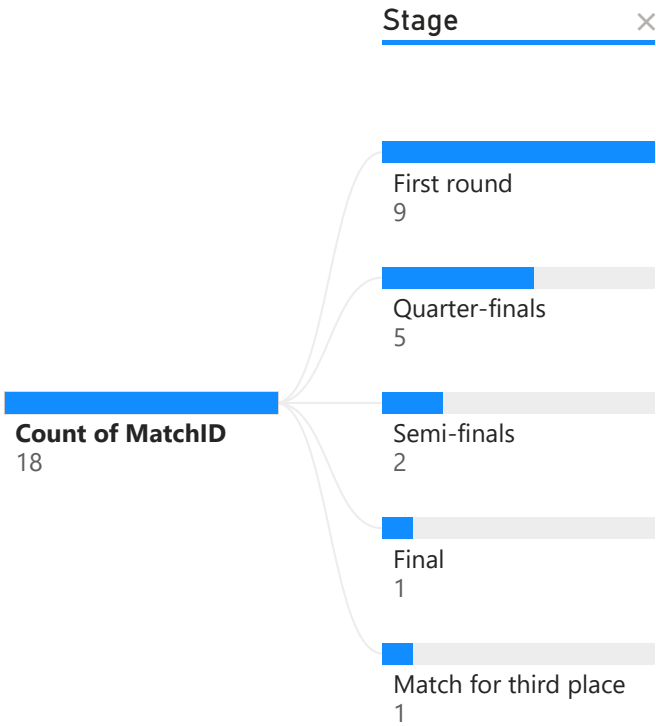 Stage
First round
9
Quarter-finals
5
Count of MatchID
18
Semi-finals
2
Final
1
Match for third place
1